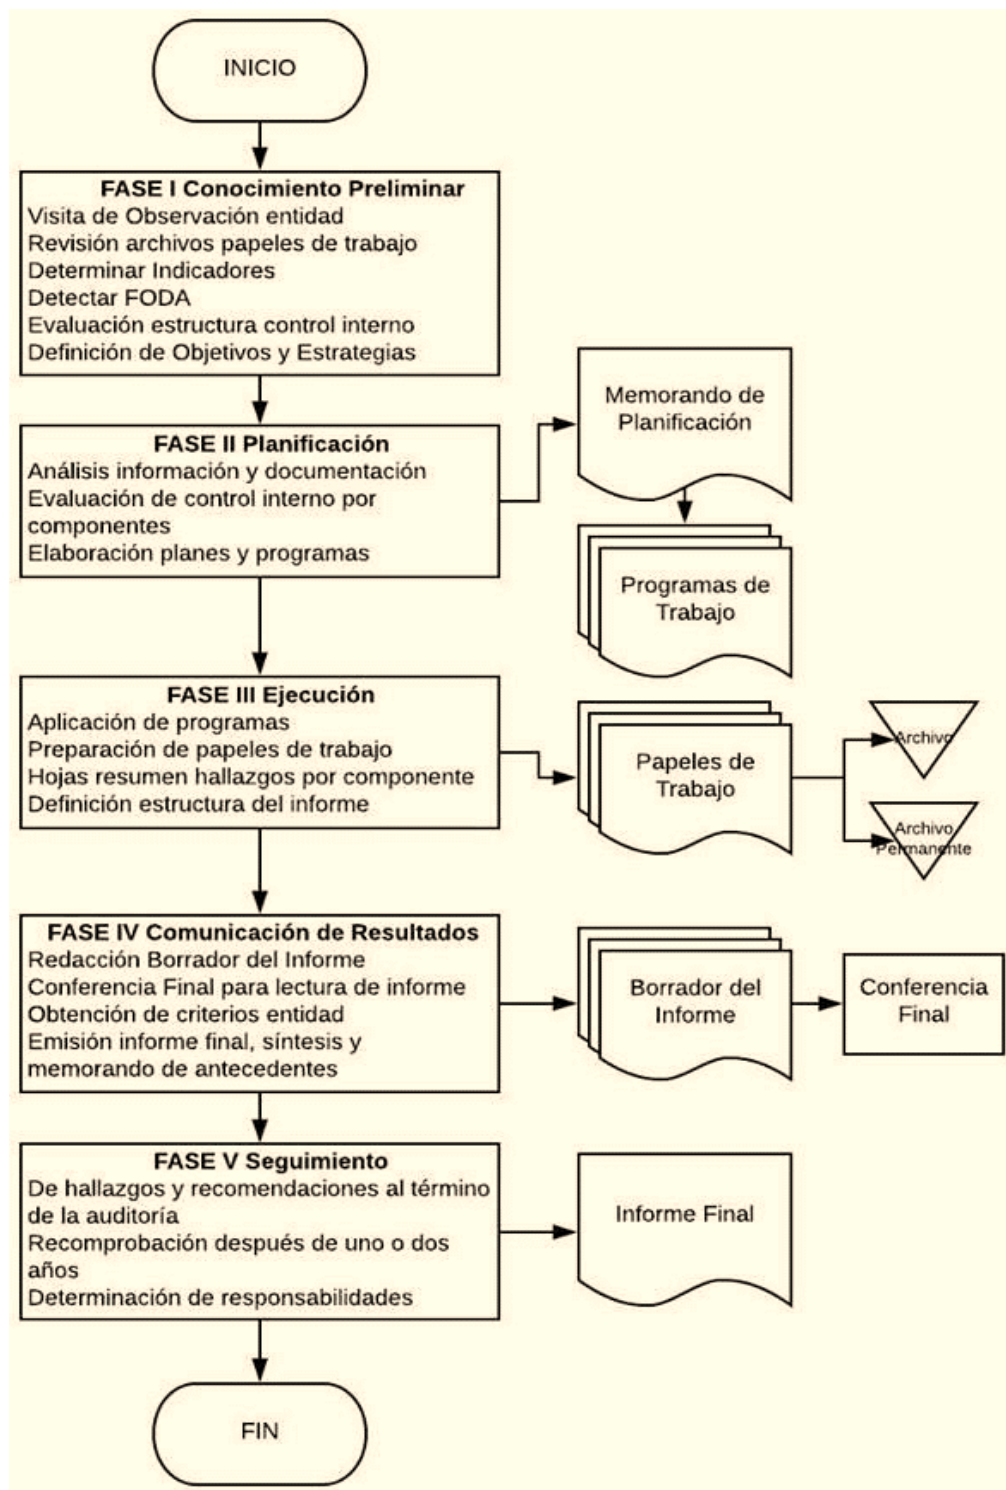 INICIO
FASE I Conocimiento Preliminar
Visita de Observación entidad
Revisión archivos papeles de trabajo
Determinar Indicadores
Detectar FODA
Evaluación estructura control interno
Definición de Objetivos y Estrategias
FASE II Planificación
Análisis información y documentación
Evaluación de control interno por
componentes
Elaboración planes y programas
Memorando de
Planificación
Programas de
Trabajo
FASE III Ejecución
Aplicación de programas
Preparación de papeles de trabajo
Hojas resumen hallazgos por componente
Definición estructura del informe
Papeles de
Trabajo
Archivo
Archivo
Permanente
FASE IV Comunicación de Resultados
Redacción Borrador del Informe
Conferencia Final para lectura de informe
Obtención de criterios entidad
Emisión informe final, síntesis y
memorando de antecedentes
Borrador del
Informe
Conferencia
Final
FASE V Seguimiento
De hallazgos y recomendaciones al término
de la auditoría
Recomprobación después de uno o dos
años
Determinación de responsabilidades
Informe Final
FIN